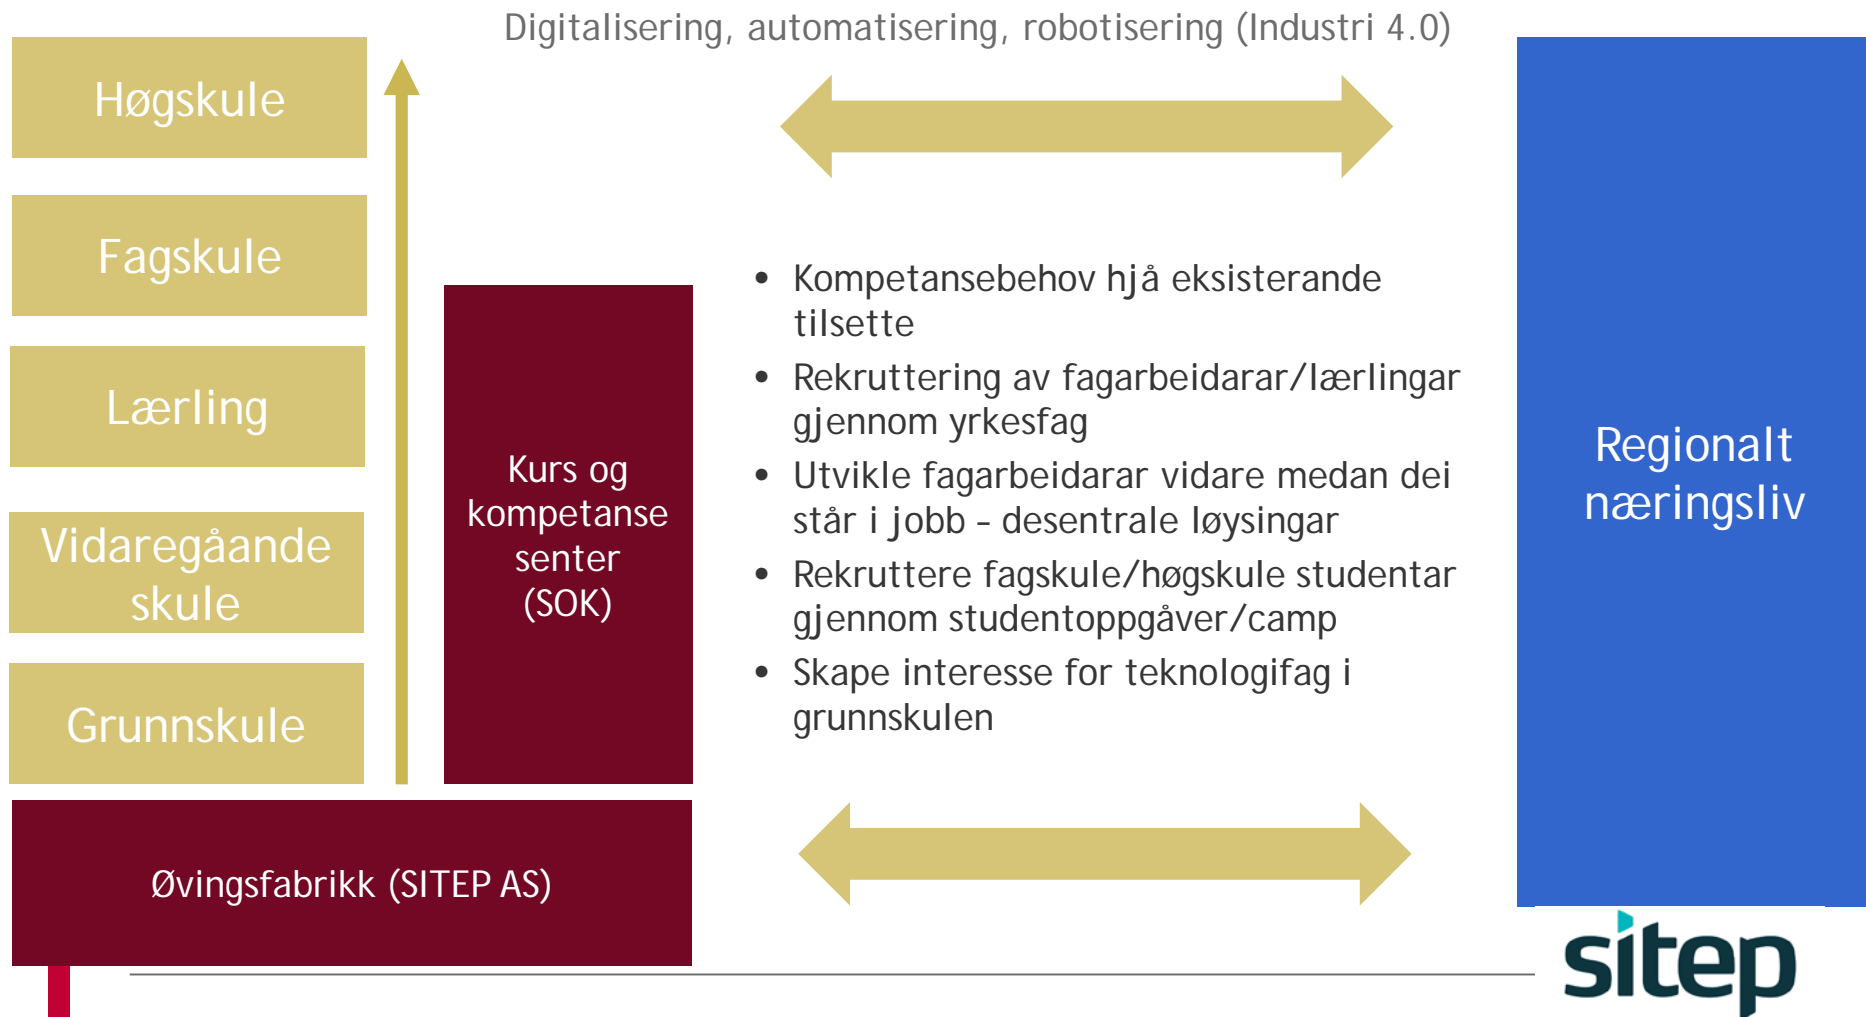 Digitalisering, automatisering, robotisering (Industri 4.0)
Høgskule
Fagskule
Lærling
Vidaregåande
skule
Grunnskule
Kurs og
kompetanse
senter
(SOK)
Øvingsfabrikk (SITEP AS)
• Kompetansebehov hjå eksisterande
tilsette
• Rekruttering av fagarbeidarar/lærlingar
gjennom yrkesfag
• Utvikle fagarbeidarar vidare medan dei
står i jobb – desentrale løysingar
• Rekruttere fagskule/høgskule studentar
gjennom studentoppgåver/camp
• Skape interesse for teknologifag i
grunnskulen
Regionalt
næringsliv
sitep